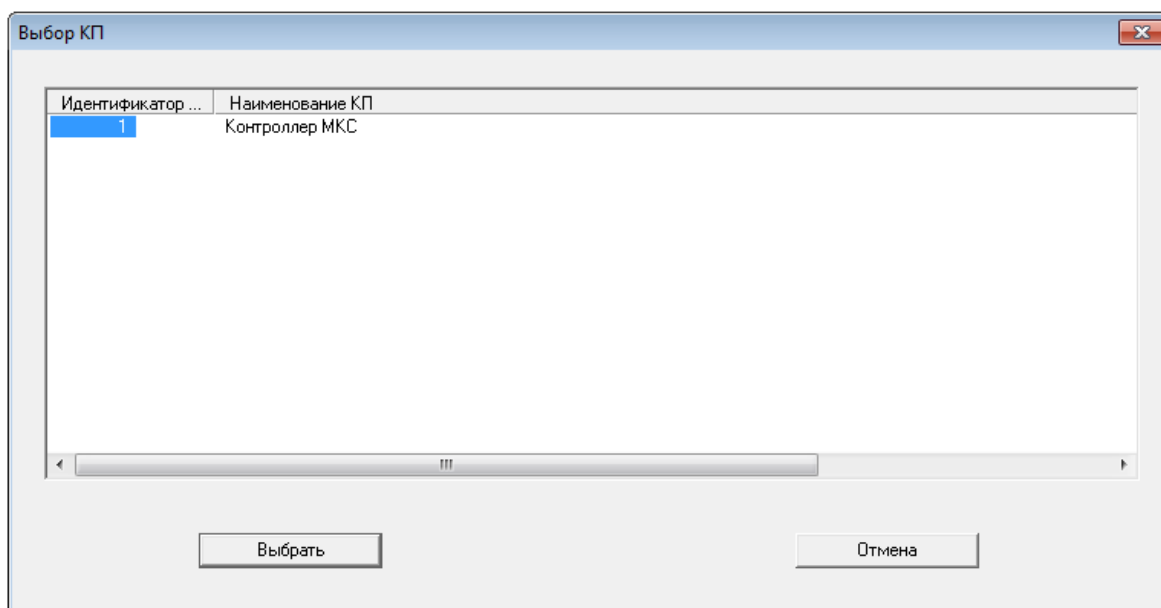 Выбор КП
Идентификатор ... Наименование КП
1 Контроллер МКС
Выбрать Отмена